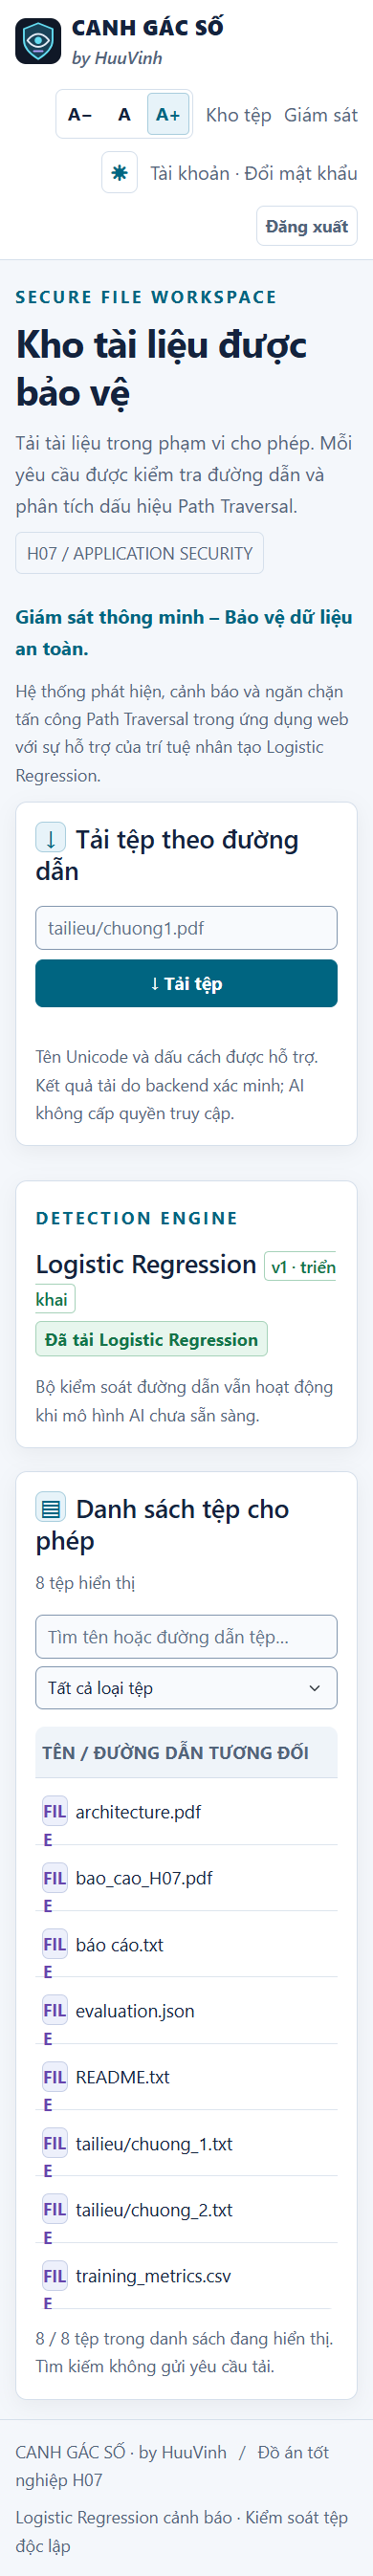 CANH GÁC SỐ
by HuuVinh
A− A A+ Kho tệp Giám sát
Tài khoản · Đổi mật khẩu
Đăng xuất
SECURE FILE WORKSPACE
Kho tài liệu được
bảo vệ
Tải tài liệu trong phạm vi cho phép. Mỗi
yêu cầu được kiểm tra đường dẫn và
phân tích dấu hiệu Path Traversal.
H07 / APPLICATION SECURITY
Giám sát thông minh – Bảo vệ dữ liệu
an toàn.
Hệ thống phát hiện, cảnh báo và ngăn chặn
tấn công Path Traversal trong ứng dụng web
với sự hỗ trợ của trí tuệ nhân tạo Logistic
Regression.
↓ Tải tệp theo đường
dẫn
tailieu/chuong1.pdf
↓ Tải tệp
Tên Unicode và dấu cách được hỗ trợ.
Kết quả tải do backend xác minh; AI
không cấp quyền truy cập.
DETECTION ENGINE
Logistic Regression v1 · triển
khai
Đã tải Logistic Regression
Bộ kiểm soát đường dẫn vẫn hoạt động
khi mô hình AI chưa sẵn sàng.
▤ Danh sách tệp cho
phép
8 tệp hiển thị
Tìm tên hoặc đường dẫn tệp...
Tất cả loại tệp
TÊN / ĐƯỜNG DẪN TƯƠNG ĐỐI
FIL architecture.pdf
E
FIL bao_cao_H07.pdf
E
FIL báo cáo.txt
E
FIL evaluation.json
E
FIL README.txt
E
FIL tailieu/chuong_1.txt
E
FIL tailieu/chuong_2.txt
E
FIL training_metrics.csv
E
8 / 8 tệp trong danh sách đang hiển thị.
Tìm kiếm không gửi yêu cầu tải.
CANH GÁC SỐ · by HuuVinh / Đồ án tốt
nghiệp H07
Logistic Regression cảnh báo · Kiểm soát tệp
độc lập